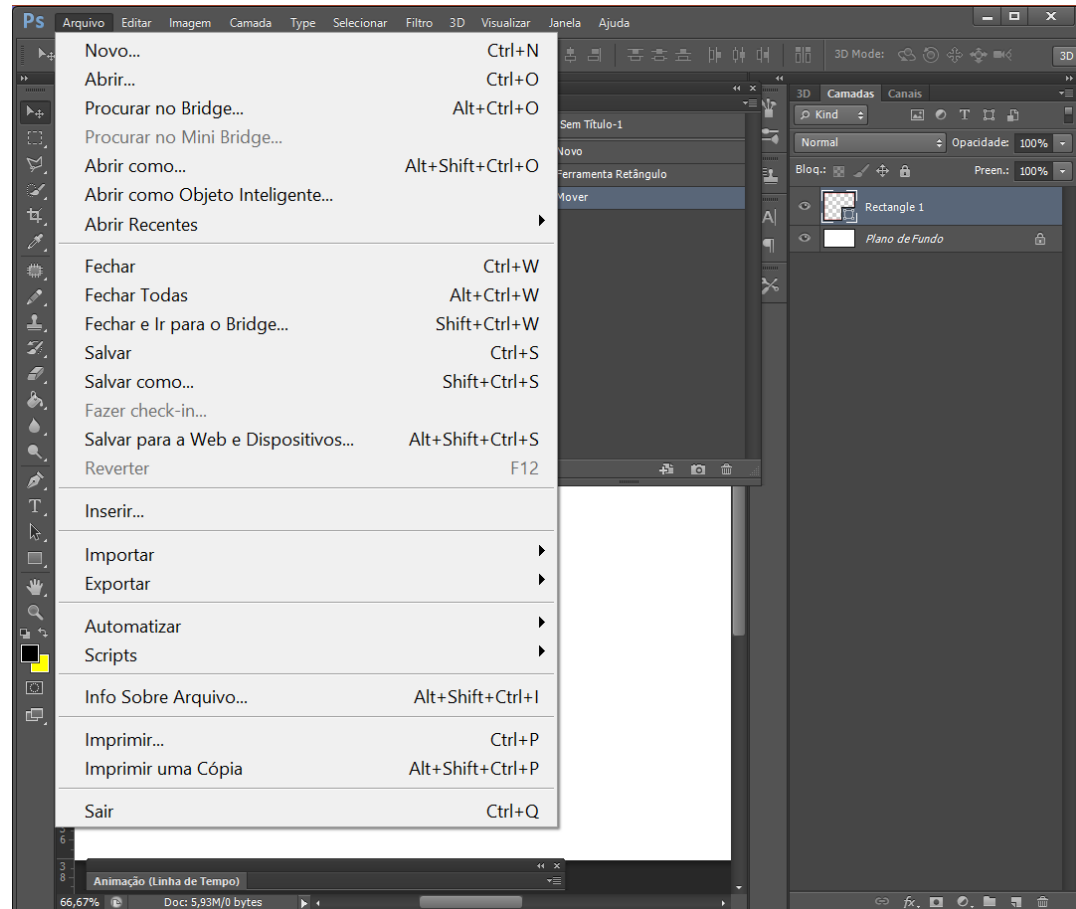 Ps Arquivo Editar Imagem Camada Type Selecionar Filtro 3D Visualizar Janela Ajuda
3D Mode: 3D
Novo... Ctrl+N
Abrir... Ctrl+O
Procurar no Bridge... Alt+Ctrl+O
Procurar no Mini Bridge...
Abrir como... Alt+Shift+Ctrl+O
Abrir como Objeto Inteligente...
Abrir Recentes
Fechar Ctrl+W
Fechar Todas Alt+Ctrl+W
Fechar e Ir para o Bridge... Shift+Ctrl+W
Salvar Ctrl+S
Salvar como... Shift+Ctrl+S
Fazer check-in...
Salvar para a Web e Dispositivos... Alt+Shift+Ctrl+S
Reverter F12
Inserir...
Importar
Exportar
Automatizar
Scripts
Info Sobre Arquivo... Alt+Shift+Ctrl+I
Imprimir... Ctrl+P
Imprimir uma Cópia Alt+Shift+Ctrl+P
Sair Ctrl+Q
Sem Título-1
Novo
Ferramenta Retângulo
Mover
3D Camadas Canais
Kind
Normal Opacidade: 100%
Bloq.: Preen.: 100%
Rectangle 1
Plano de Fundo
6
3
8
Animação (Linha de Tempo)
66,67% Doc: 5,93M/0 bytes